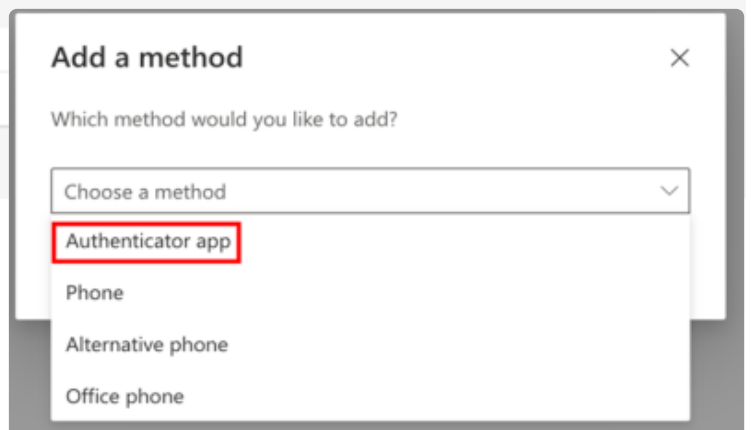 Add a method
Which method would you like to add?
Choose a method
Authenticator app
Phone
Alternative phone
Office phone